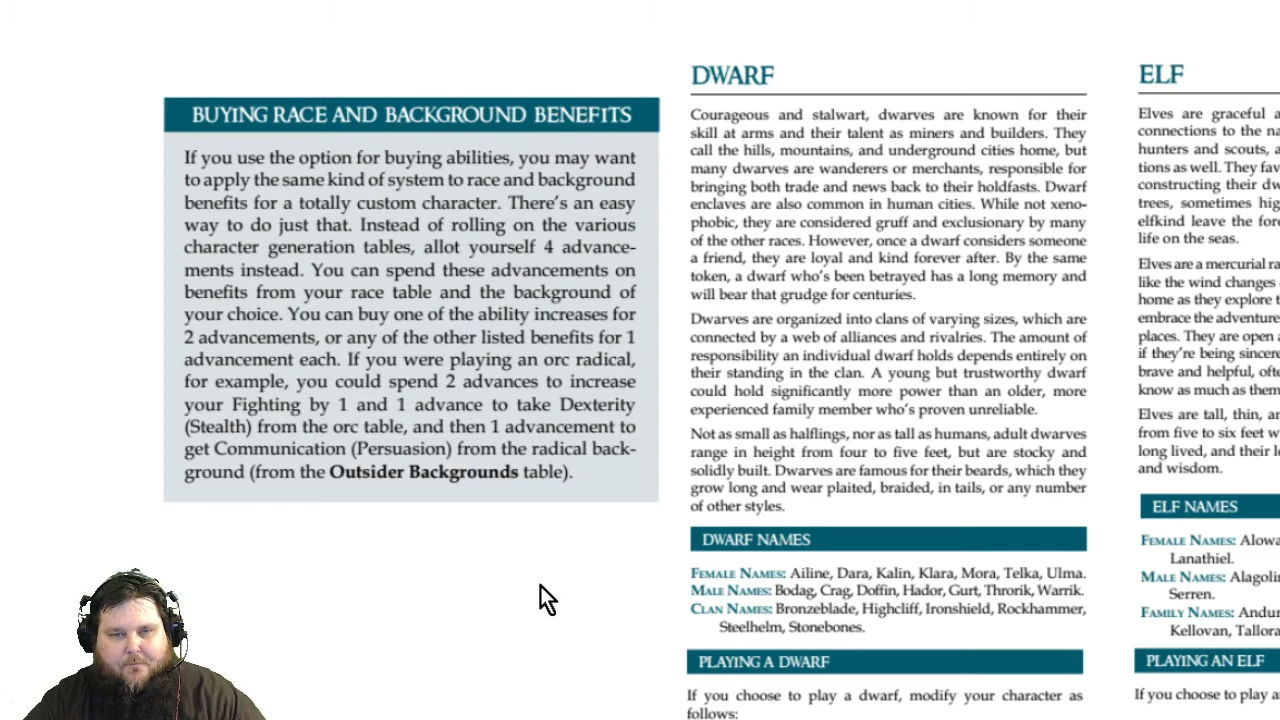 BUYING RACE AND BACKGROUND BENEFITS
If you use the option for buying abilities, you may want
to apply the same kind of system to race and background
benefits for a totally custom character. There's an easy
way to do just that. Instead of rolling on the various
character generation tables, allot yourself 4 advance-
ments instead. You can spend these advancements on
benefits from your race table and the background of
your choice. You can buy one of the ability increases for
2 advancements, or any of the other listed benefits for 1
advancement each. If you were playing an orc radical,
for example, you could spend 2 advances to increase
your Fighting by 1 and 1 advance to take Dexterity
(Stealth) from the orc table, and then 1 advancement to
get Communication (Persuasion) from the radical back-
ground (from the Outsider Backgrounds table).
DWARF
Courageous and stalwart, dwarves are known for their
skill at arms and their talent as miners and builders. They
call the hills, mountains, and underground cities home, but
many dwarves are wanderers or merchants, responsible for
bringing both trade and news back to their holdfasts. Dwarf
enclaves are also common in human cities. While not xeno-
phobic, they are considered gruff and exclusionary by many
of the other races. However, once a dwarf considers someone
a friend, they are loyal and kind forever after. By the same
token, a dwarf who's been betrayed has a long memory and
will bear that grudge for centuries.
Dwarves are organized into clans of varying sizes, which are
connected by a web of alliances and rivalries. The amount of
responsibility an individual dwarf holds depends entirely on
their standing in the clan. A young but trustworthy dwarf
could hold significantly more power than an older, more
experienced family member who's proven unreliable.
Not as small as halflings, nor as tall as humans, adult dwarves
range in height from four to five feet, but are stocky and
solidly built. Dwarves are famous for their beards, which they
grow long and wear plaited, braided, in tails, or any number
of other styles.
DWARF NAMES
FEMALE NAMES: Ailine, Dara, Kalin, Klara, Mora, Telka, Ulma.
MALE NAMES: Bodag, Crag, Doffin, Hador, Gurt, Throrik, Warrik.
CLAN NAMES: Bronzeblade, Highcliff, Ironshield, Rockhammer,
Steelhelm, Stonebones.
PLAYING A DWARF
If you choose to play a dwarf, modify your character as
follows:
ELF
Elves are graceful a
connections to the na
hunters and scouts, a
tions as well. They fav
constructing their dw
trees, sometimes hig
elfkind leave the fore
life on the seas.
Elves are a mercurial ra
like the wind changes
home as they explore t
embrace the adventure
places. They are open a
if they're being sincere
brave and helpful, ofte
know as much as them
Elves are tall, thin, ar
from five to six feet w
long lived, and their le
and wisdom.
ELF NAMES
FEMALE NAMES: Alowa
Lanathiel.
MALE NAMES: Alagolin
Serren.
FAMILY NAMES: Andur
Kellovan, Tallora
PLAYING AN ELF
If you choose to play a